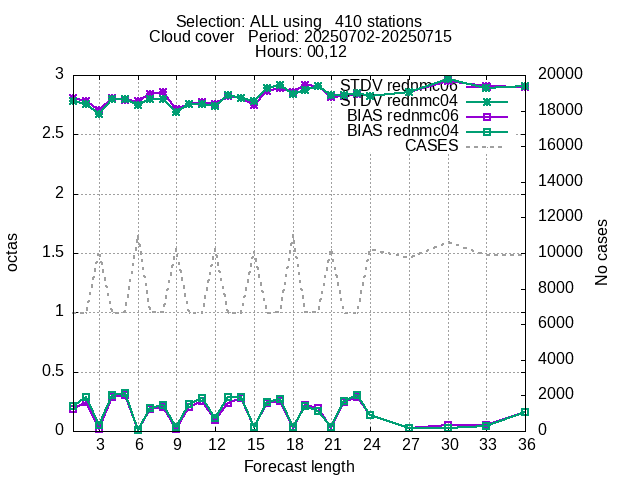 Selection: ALL using   410 stations
Cloud cover   Period: 20250702-20250715
Hours: 00,12
3
2.5
2
1.5
1
0.5
0
octas
20000
18000
16000
14000
12000
10000
8000
6000
4000
2000
0
No cases
STDV rednmc06
STDV rednmc04
BIAS rednmc06
BIAS rednmc04
CASES
3 6 9 12 15 18 21 24 27 30 33 36
Forecast length